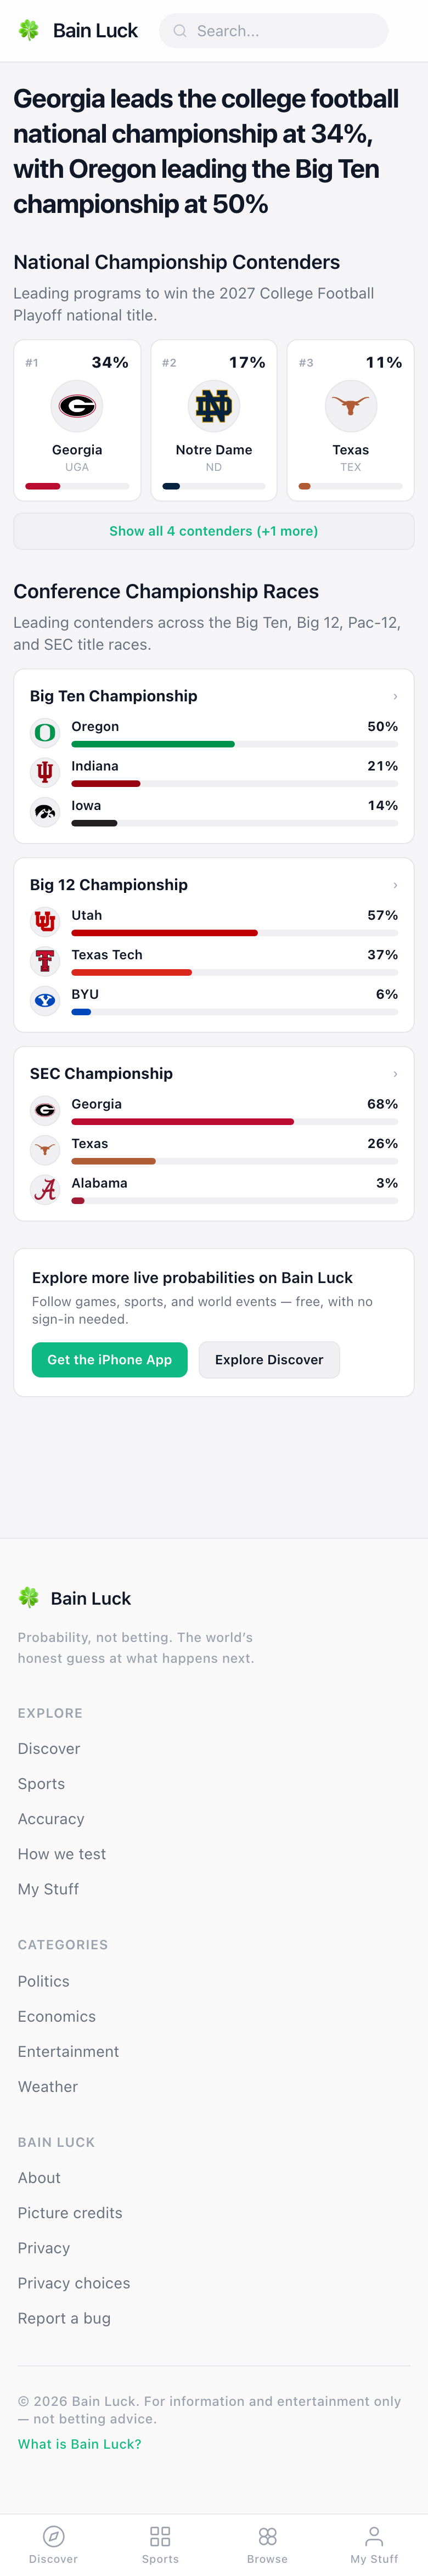 Bain Luck
Search...
Georgia leads the college football
national championship at 34%,
with Oregon leading the Big Ten
championship at 50%
National Championship Contenders
Leading programs to win the 2027 College Football
Playoff national title.
#1 34%
Georgia
UGA
#2 17%
Notre Dame
ND
#3 11%
Texas
TEX
Show all 4 contenders (+1 more)
Conference Championship Races
Leading contenders across the Big Ten, Big 12, Pac-12,
and SEC title races.
Big Ten Championship ›
Oregon 50%
Indiana 21%
Iowa 14%
Big 12 Championship ›
Utah 57%
Texas Tech 37%
BYU 6%
SEC Championship ›
Georgia 68%
Texas 26%
Alabama 3%
Explore more live probabilities on Bain Luck
Follow games, sports, and world events — free, with no
sign-in needed.
Get the iPhone App
Explore Discover
Bain Luck
Probability, not betting. The world's
honest guess at what happens next.
EXPLORE
Discover
Sports
Accuracy
How we test
My Stuff
CATEGORIES
Politics
Economics
Entertainment
Weather
BAIN LUCK
About
Picture credits
Privacy
Privacy choices
Report a bug
© 2026 Bain Luck. For information and entertainment only
— not betting advice.
What is Bain Luck?
Discover
Sports
Browse
My Stuff